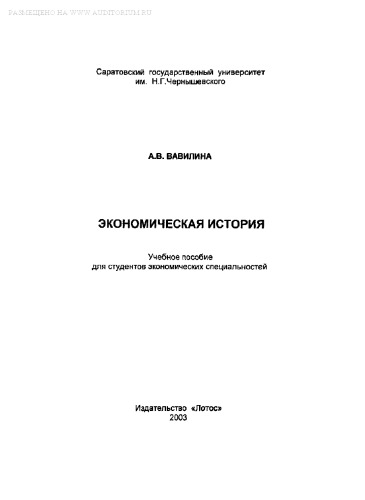 РАЗМЕЩЕНО НА WWW.AUDITORIUM.RU
Саратовский государственный университет
им. Н.Г.Чернышевского
А.В. ВАВИЛИНА
ЭКОНОМИЧЕСКАЯ ИСТОРИЯ
Учебное пособие
для студентов экономических специальностей
Издательство «Лотос»
2003